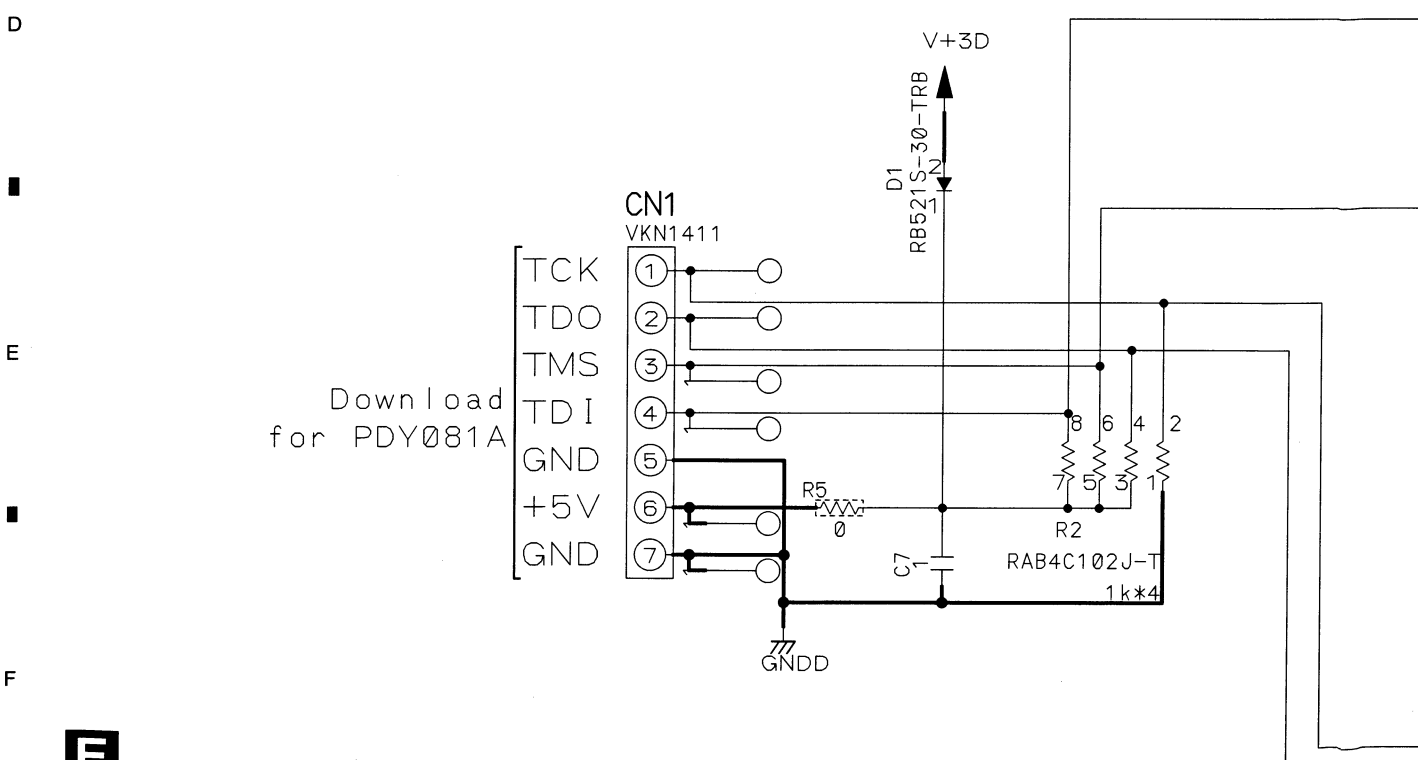 D
V+3D
D1
RB521S-30-TRB
2
1
CN1
VKN1411
TCK 1
TDO 2
E
TMS 3
Download
for PDY081A
TDI 4
8 6 4 2
GND 5
7 5 3 1
R5
+5V 6
0
R2
GND 7
C7
1
RAB4C102J-T
1k*4
GNDD
F
E